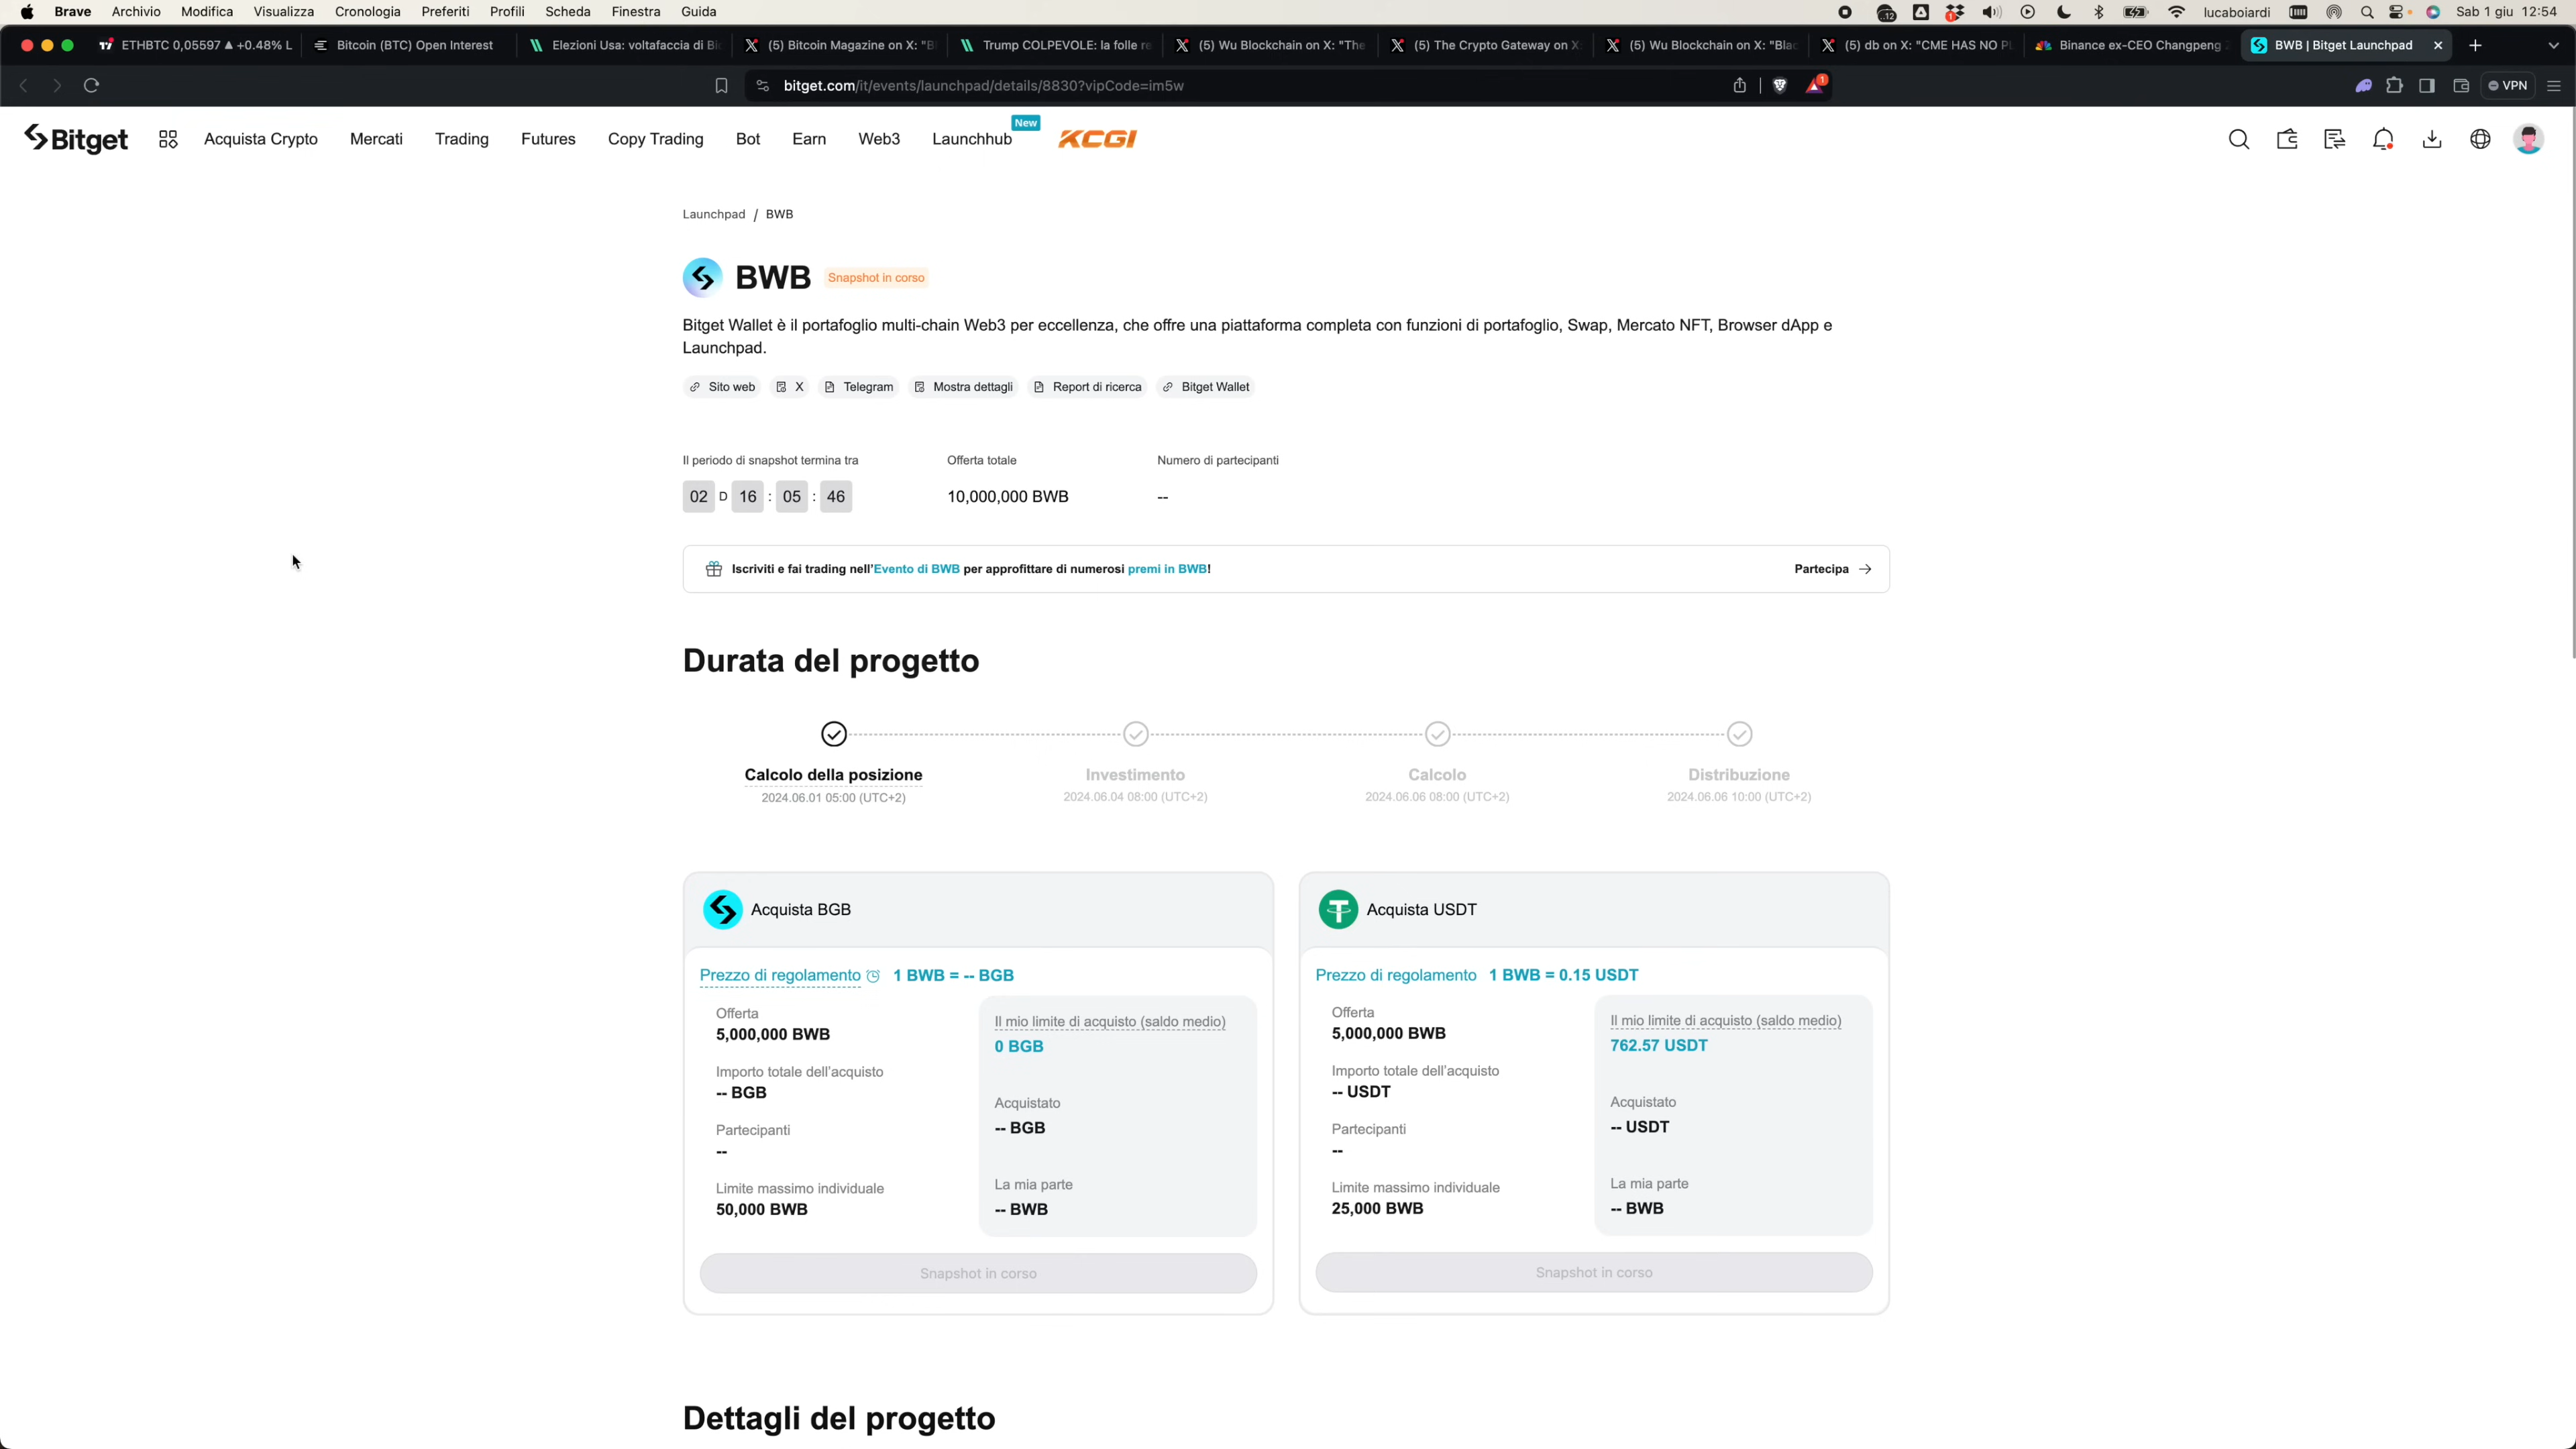 Brave Archivio Modifica Visualizza Cronologia Preferiti Profili Scheda Finestra Guida lucaboiardi Sab 1 giu 12:54
ETHBTC 0,05597 ▲ +0.48% L Bitcoin (BTC) Open Interest Elezioni Usa: voltafaccia di Bi (5) Bitcoin Magazine on X: "B Trump COLPEVOLE: la folle re (5) Wu Blockchain on X: "The (5) The Crypto Gateway on X (5) Wu Blockchain on X: "Blac (5) db on X: "CME HAS NO PL Binance ex-CEO Changpeng BWB | Bitget Launchpad
bitget.com/it/events/launchpad/details/8830?vipCode=im5w 1 VPN
New
Bitget Acquista Crypto Mercati Trading Futures Copy Trading Bot Earn Web3 Launchhub KCGI
Launchpad / BWB
BWB Snapshot in corso
Bitget Wallet è il portafoglio multi-chain Web3 per eccellenza, che offre una piattaforma completa con funzioni di portafoglio, Swap, Mercato NFT, Browser dApp e
Launchpad.
Sito web X Telegram Mostra dettagli Report di ricerca Bitget Wallet
Il periodo di snapshot termina tra Offerta totale Numero di partecipanti
02 D 16 : 05 : 46 10,000,000 BWB --
Iscriviti e fai trading nell'Evento di BWB per approfittare di numerosi premi in BWB! Partecipa
Durata del progetto
Calcolo della posizione Investimento Calcolo Distribuzione
2024.06.01 05:00 (UTC+2) 2024.06.04 08:00 (UTC+2) 2024.06.06 08:00 (UTC+2) 2024.06.06 10:00 (UTC+2)
Acquista BGB
Prezzo di regolamento 1 BWB = -- BGB
Offerta
5,000,000 BWB
Importo totale dell'acquisto
-- BGB
Partecipanti
--
Limite massimo individuale
50,000 BWB
Il mio limite di acquisto (saldo medio)
0 BGB
Acquistato
-- BGB
La mia parte
-- BWB
Snapshot in corso
Acquista USDT
Prezzo di regolamento 1 BWB = 0.15 USDT
Offerta
5,000,000 BWB
Importo totale dell'acquisto
-- USDT
Partecipanti
--
Limite massimo individuale
25,000 BWB
Il mio limite di acquisto (saldo medio)
762.57 USDT
Acquistato
-- USDT
La mia parte
-- BWB
Snapshot in corso
Dettagli del progetto